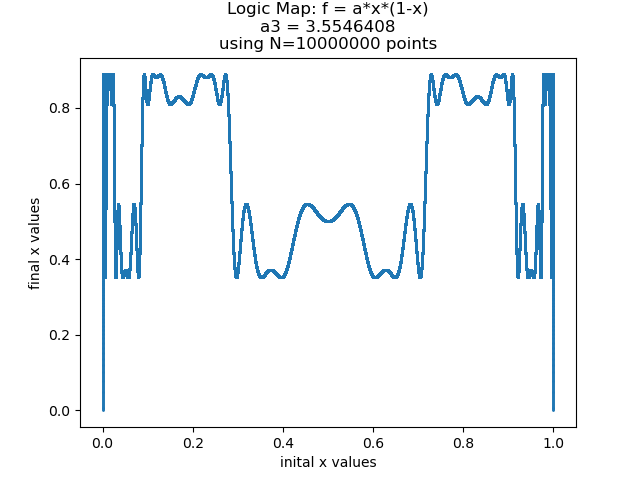 Logic Map: f = a*x*(1-x)
a3 = 3.5546408
using N=10000000 points
final x values
0.8
0.6
0.4
0.2
0.0
0.0
0.2
0.4
0.6
0.8
1.0
inital x values